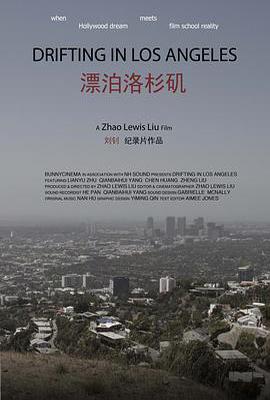 when meets
Hollywood dream film school reality
DRIFTING IN LOS ANGELES
漂泊洛杉矶
A Zhao Lewis Liu Film
刘钊 纪录片作品
BUNNYCINEMA IN ASSOCIATION WITH NH SOUND PRESENTS DRIFTING IN LOS ANGELES
FEATURING LIANYU ZHU QIANBAIHUI YANG CHEN HUANG ZHENG LIU
PRODUCED & DIRECTED BY ZHAO LEWIS LIU EDITOR & CINEMATOGRAPHER ZHAO LEWIS LIU
SOUND RECORDIST HE PAN QIANBAIHUI YANG SOUND DESIGN GABRIELLE MCNALLY
ORIGINAL MUSIC NAN HU GRAPHIC DESIGN YIMING QIN TEXT EDITOR AIMEE JONES